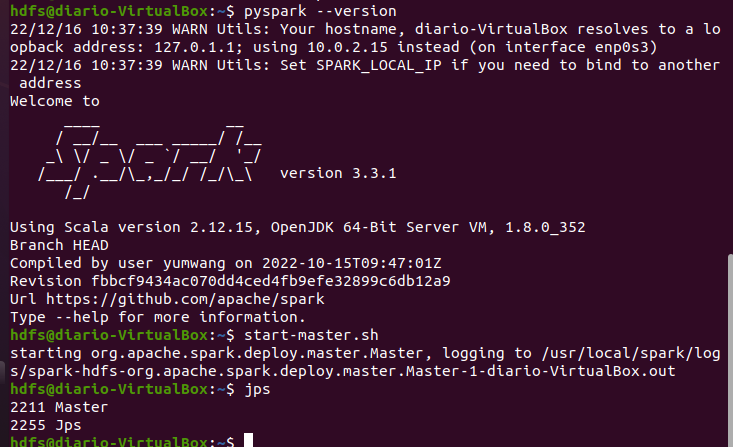 hdfs@diario-VirtualBox:~$ pyspark --version
22/12/16 10:37:39 WARN Utils: Your hostname, diario-VirtualBox resolves to a lo
opback address: 127.0.1.1; using 10.0.2.15 instead (on interface enp0s3)
22/12/16 10:37:39 WARN Utils: Set SPARK_LOCAL_IP if you need to bind to another
 address
Welcome to
      ____              __
     / __/__  ___ _____/ /__
    _\ \/ _ \/ _ `/ __/  '_/
   /___/ .__/\_,_/_/ /_/\_\   version 3.3.1
      /_/

Using Scala version 2.12.15, OpenJDK 64-Bit Server VM, 1.8.0_352
Branch HEAD
Compiled by user yumwang on 2022-10-15T09:47:01Z
Revision fbbcf9434ac070dd4ced4fb9efe32899c6db12a9
Url https://github.com/apache/spark
Type --help for more information.
hdfs@diario-VirtualBox:~$ start-master.sh
starting org.apache.spark.deploy.master.Master, logging to /usr/local/spark/log
s/spark-hdfs-org.apache.spark.deploy.master.Master-1-diario-VirtualBox.out
hdfs@diario-VirtualBox:~$ jps
2211 Master
2255 Jps
hdfs@diario-VirtualBox:~$